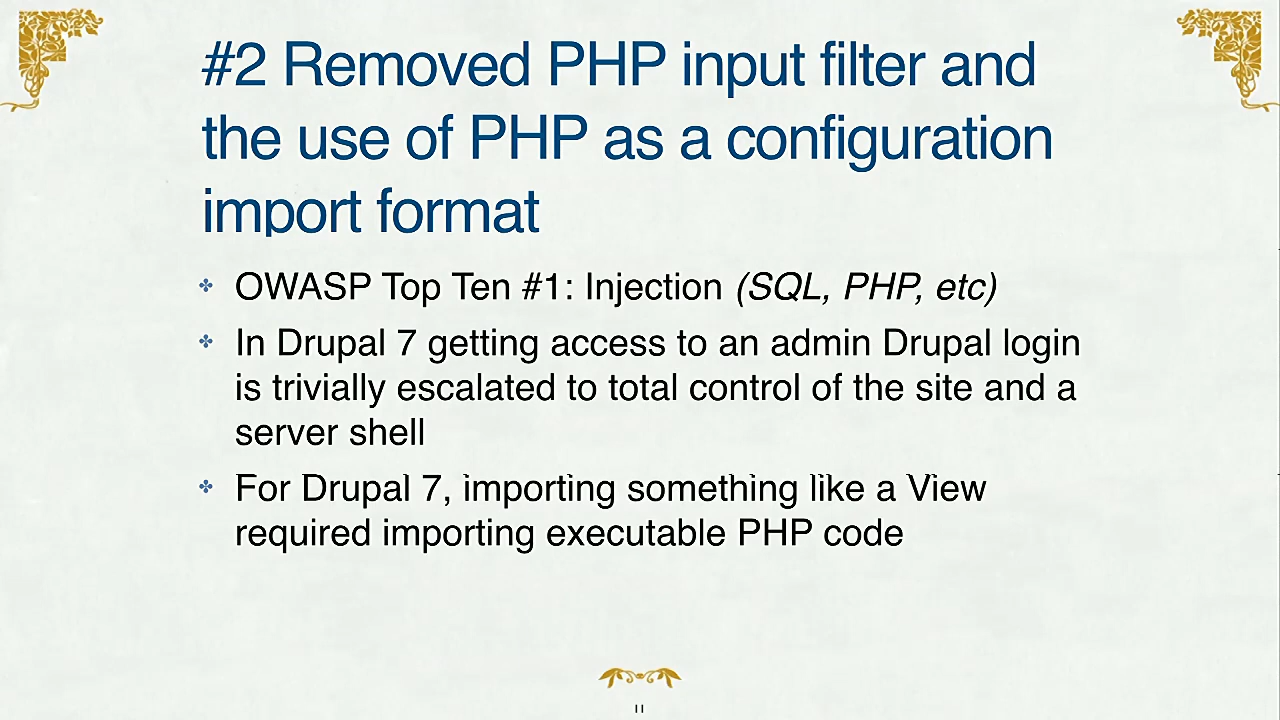 #2 Removed PHP input filter and
the use of PHP as a configuration
import format
OWASP Top Ten #1: Injection (SQL, PHP, etc)
In Drupal 7 getting access to an admin Drupal login
is trivially escalated to total control of the site and a
server shell
For Drupal 7, importing something like a View
required importing executable PHP code
11